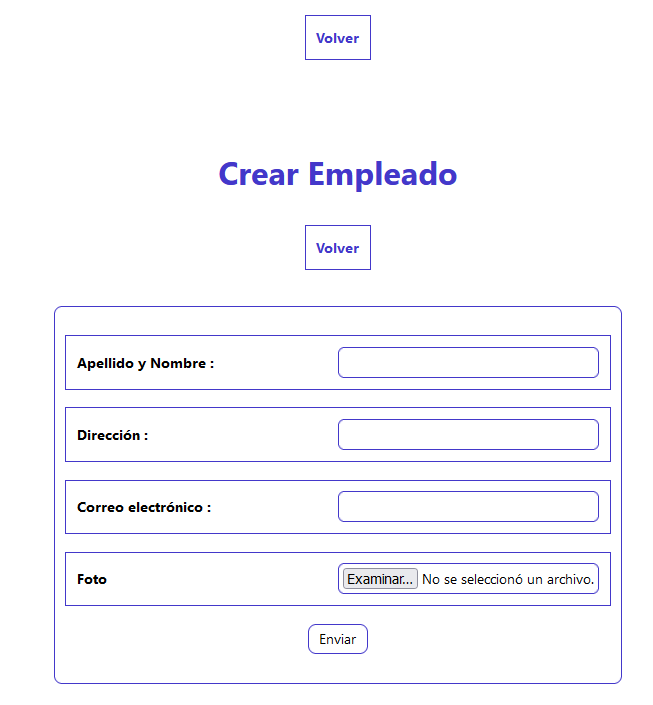 Volver
Crear Empleado
Volver
Apellido y Nombre :
Dirección :
Correo electrónico :
Foto
Examinar... No se seleccionó un archivo.
Enviar